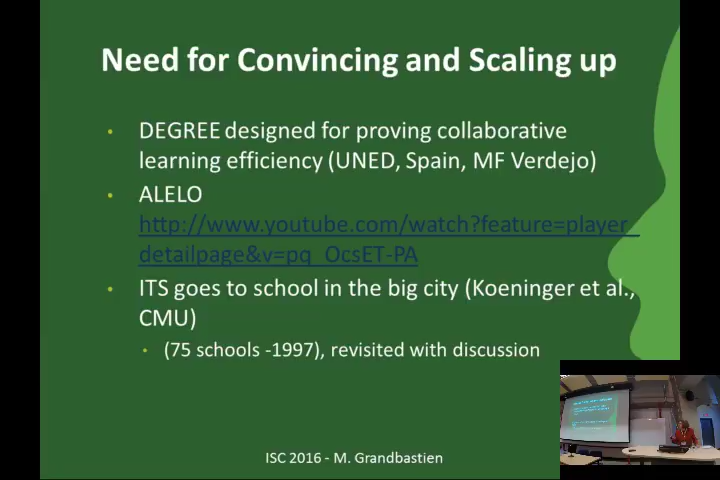 Need for Convincing and Scaling up
DEGREE designed for proving collaborative
learning efficiency (UNED, Spain, MF Verdejo)
ALELO
http://www.youtube.com/watch?feature=player_
detailpage&v=pq_OcsET-PA
ITS goes to school in the big city (Koeninger et al.,
CMU)
(75 schools -1997), revisited with discussion
ISC 2016 - M. Grandbastien